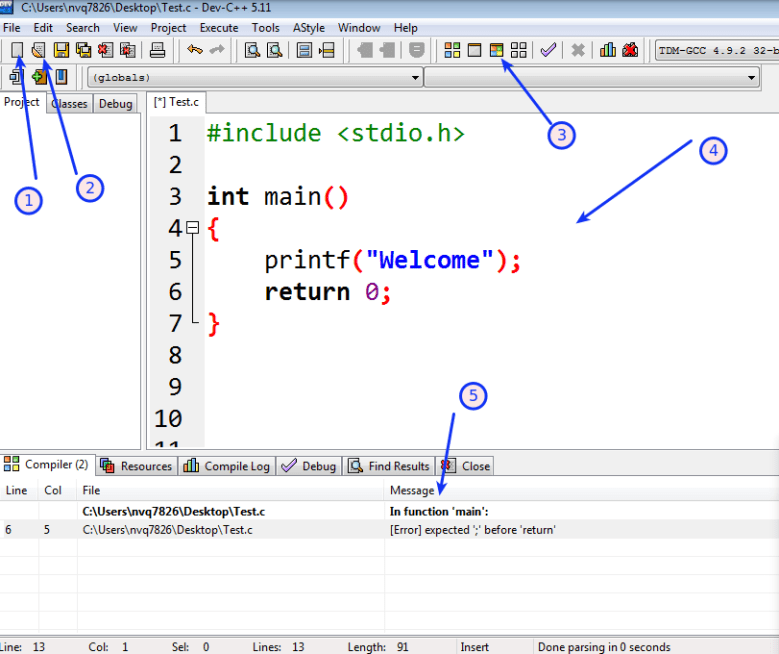 C:\Users\nvq7826\Desktop\Test.c - Dev-C++ 5.11
File Edit Search View Project Execute Tools AStyle Window Help
TDM-GCC 4.9.2 32-b
(globals)
Project Classes Debug [*] Test.c
1 #include <stdio.h>
2
3 int main()
4 {
5 printf("Welcome");
6 return 0;
7 }
8
9
10
11
1
2
3
4
5
Compiler (2) Resources Compile Log Debug Find Results Close
Line Col File Message
C:\Users\nvq7826\Desktop\Test.c In function 'main':
6 5 C:\Users\nvq7826\Desktop\Test.c [Error] expected ';' before 'return'
Line: 13 Col: 1 Sel: 0 Lines: 13 Length: 91 Insert Done parsing in 0 seconds